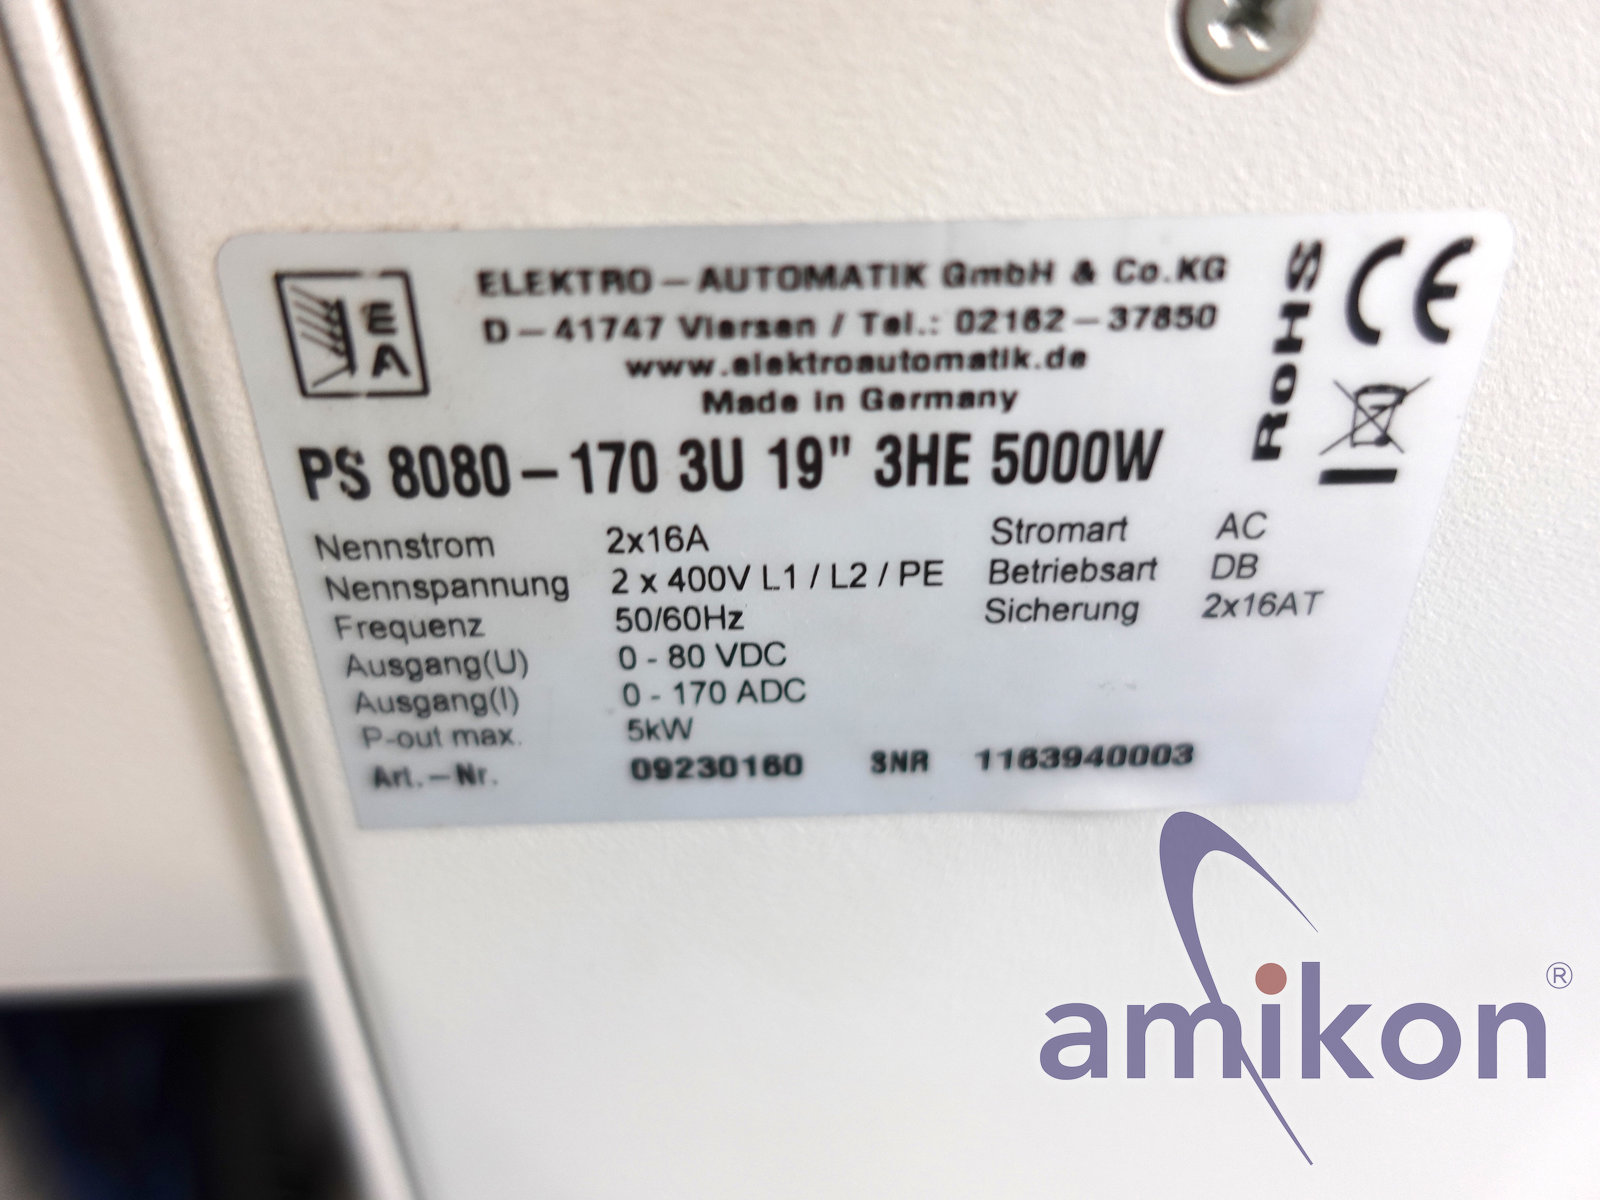 EA
ELEKTRO – AUTOMATIK GmbH & Co.KG
D – 41747 Viersen / Tel.: 02162 – 37850
www.elektroautomatik.de
Made in Germany
RoHS
CE
PS 8080 – 170 3U 19" 3HE 5000W
Nennstrom 2x16A Stromart AC
Nennspannung 2 x 400V L1 / L2 / PE Betriebsart DB
Frequenz 50/60Hz Sicherung 2x16AT
Ausgang(U) 0 - 80 VDC
Ausgang(I) 0 - 170 ADC
P-out max. 5kW
Art.–Nr. 09230160 SNR 1163940003
amikon®